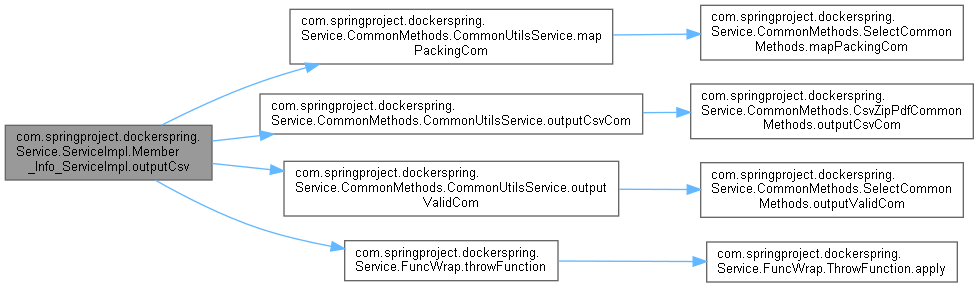 com.springproject.dockerspring.
Service.ServiceImpl.Member
_Info_ServiceImpl.outputCsv
com.springproject.dockerspring.
Service.CommonMethods.CommonUtilsService.map
PackingCom
com.springproject.dockerspring.
Service.CommonMethods.SelectCommon
Methods.mapPackingCom
com.springproject.dockerspring.
Service.CommonMethods.CommonUtilsService.outputCsvCom
com.springproject.dockerspring.
Service.CommonMethods.CsvZipPdfCommon
Methods.outputCsvCom
com.springproject.dockerspring.
Service.CommonMethods.CommonUtilsService.output
ValidCom
com.springproject.dockerspring.
Service.CommonMethods.SelectCommon
Methods.outputValidCom
com.springproject.dockerspring.
Service.FuncWrap.throwFunction
com.springproject.dockerspring.
Service.FuncWrap.ThrowFunction.apply